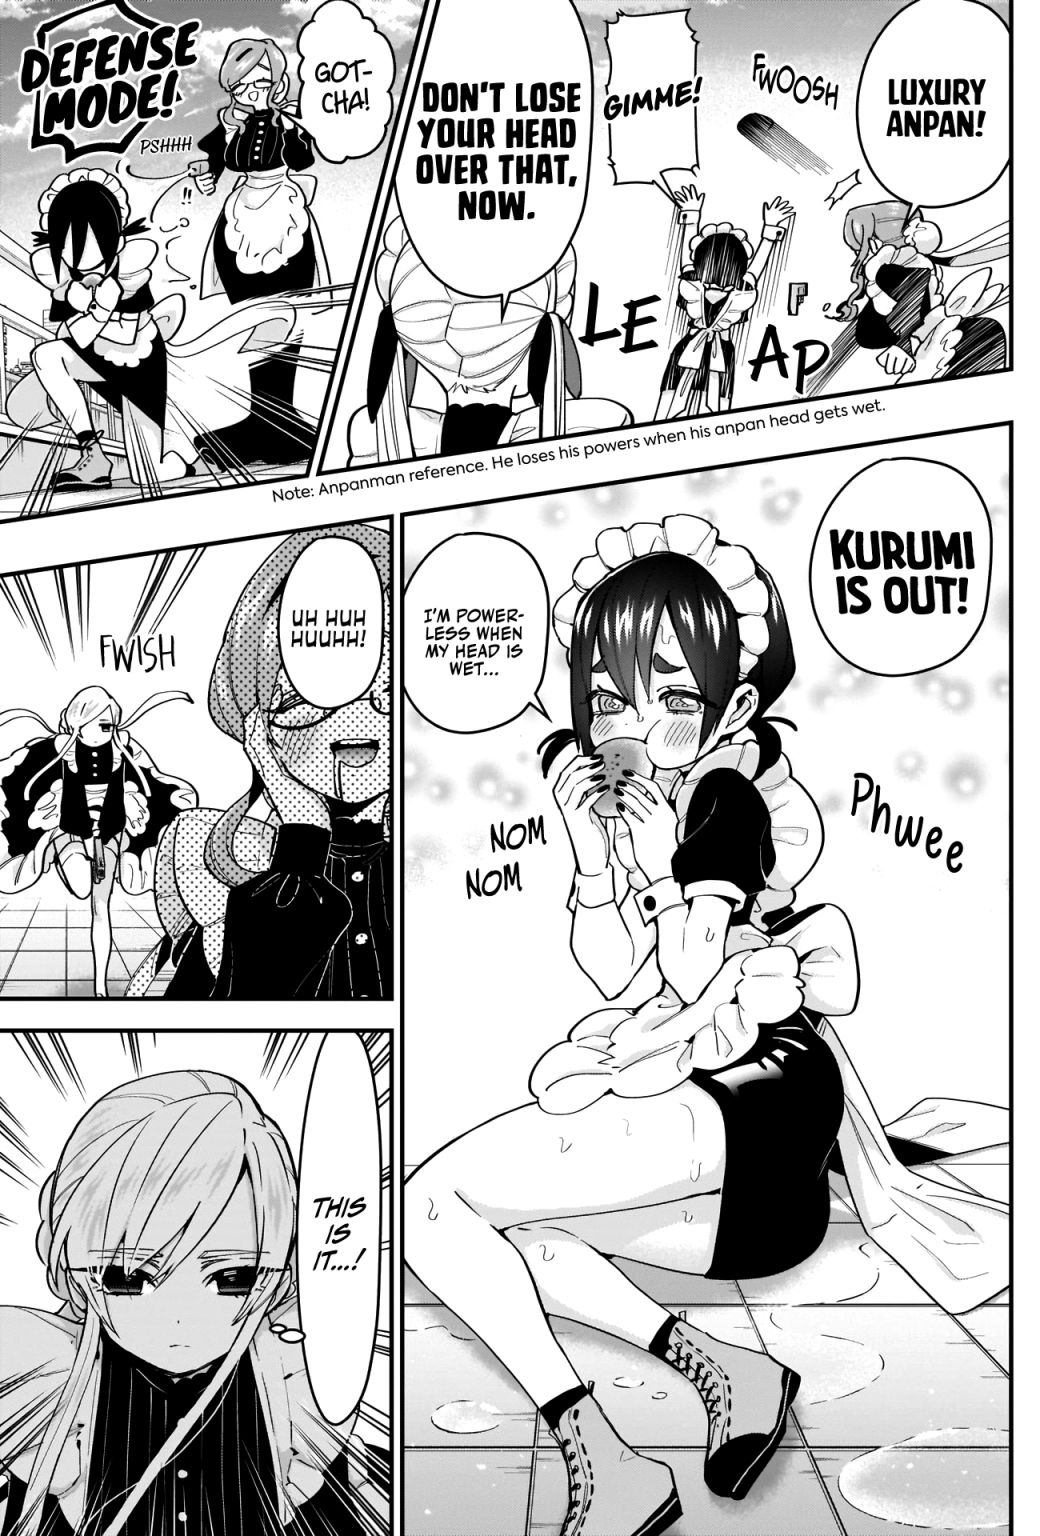 LUXURY
ANPAN!
FWOOSH
GIMME!
LEAP
DON'T LOSE
YOUR HEAD
OVER THAT,
NOW.
GOT-
CHA!
PSHHH
!!
DEFENSE
MODE!
Note: Anpanman reference. He loses his powers when his anpan head gets wet.
KURUMI
IS OUT!
I'M POWER-
LESS WHEN
MY HEAD IS
WET...
Phwee
NOM
NOM
UH HUH
HUUHH!
FWISH
THIS
IS
IT...!